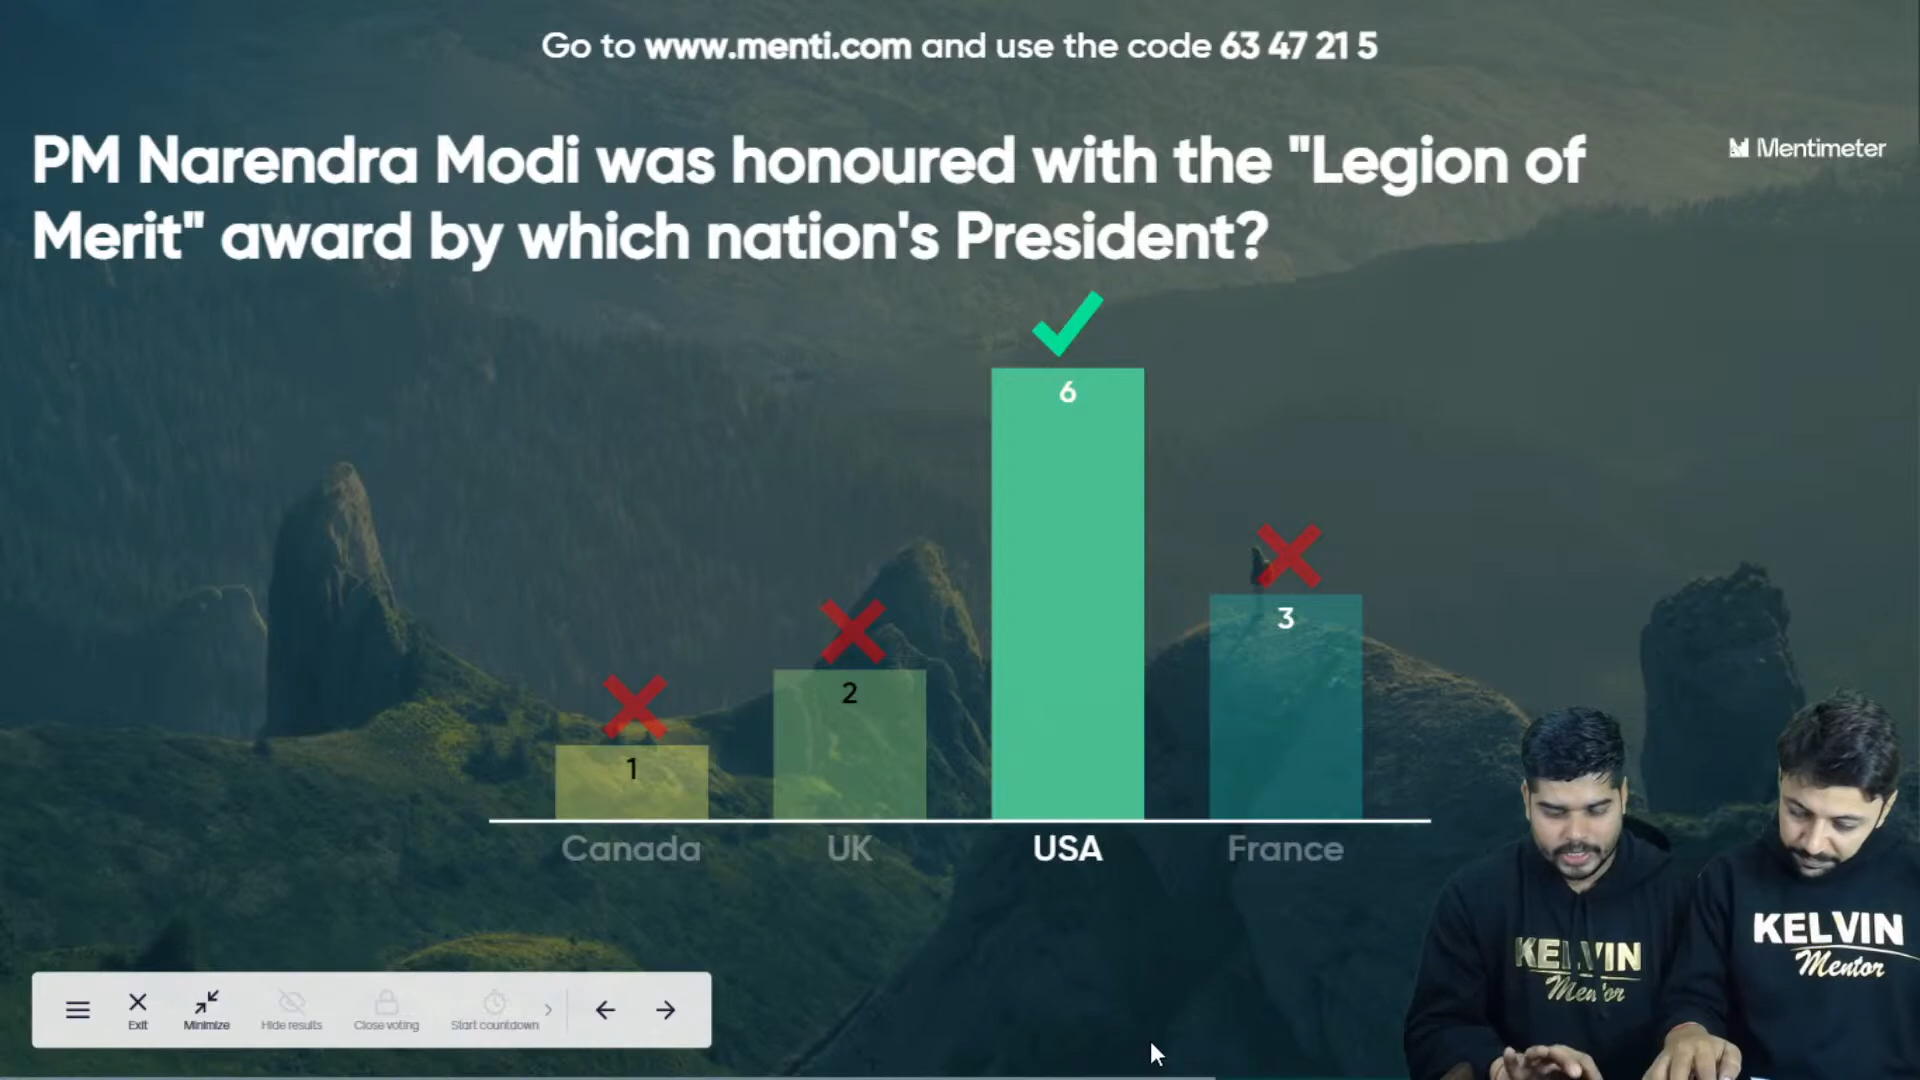 Go to www.menti.com and use the code 63 47 21 5
PM Narendra Modi was honoured with the "Legion of
Merit" award by which nation's President?
Mentimeter
6
3
2
1
Canada
UK
USA
France
KELVIN
Mentor
KELVIN
Mentor
Exit
Minimize
Hide results
Close voting
Start countdown